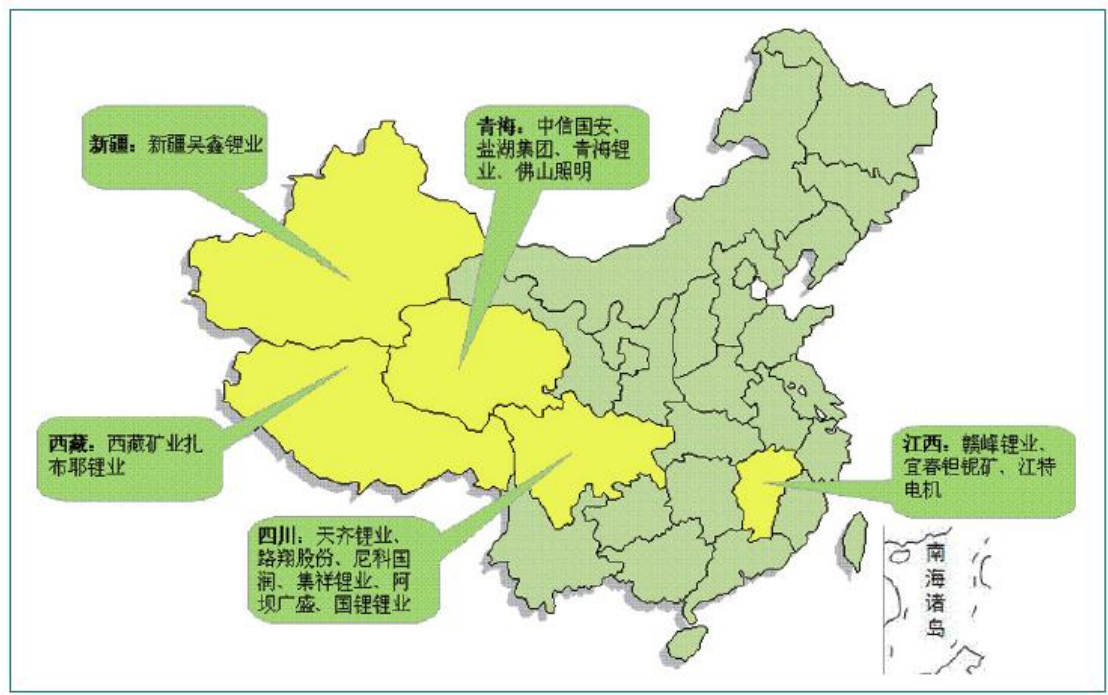 新疆：新疆吴鑫锂业
青海：中信国安、
盐湖集团、青海锂
业、佛山照明
西藏：西藏矿业扎
布耶锂业
江西：赣峰锂业、
宜春钽铌矿、江特
电机
四川：天齐锂业、
路翔股份、尼科国
润、集祥锂业、阿
坝广盛、国锂锂业
南
海
诸
岛